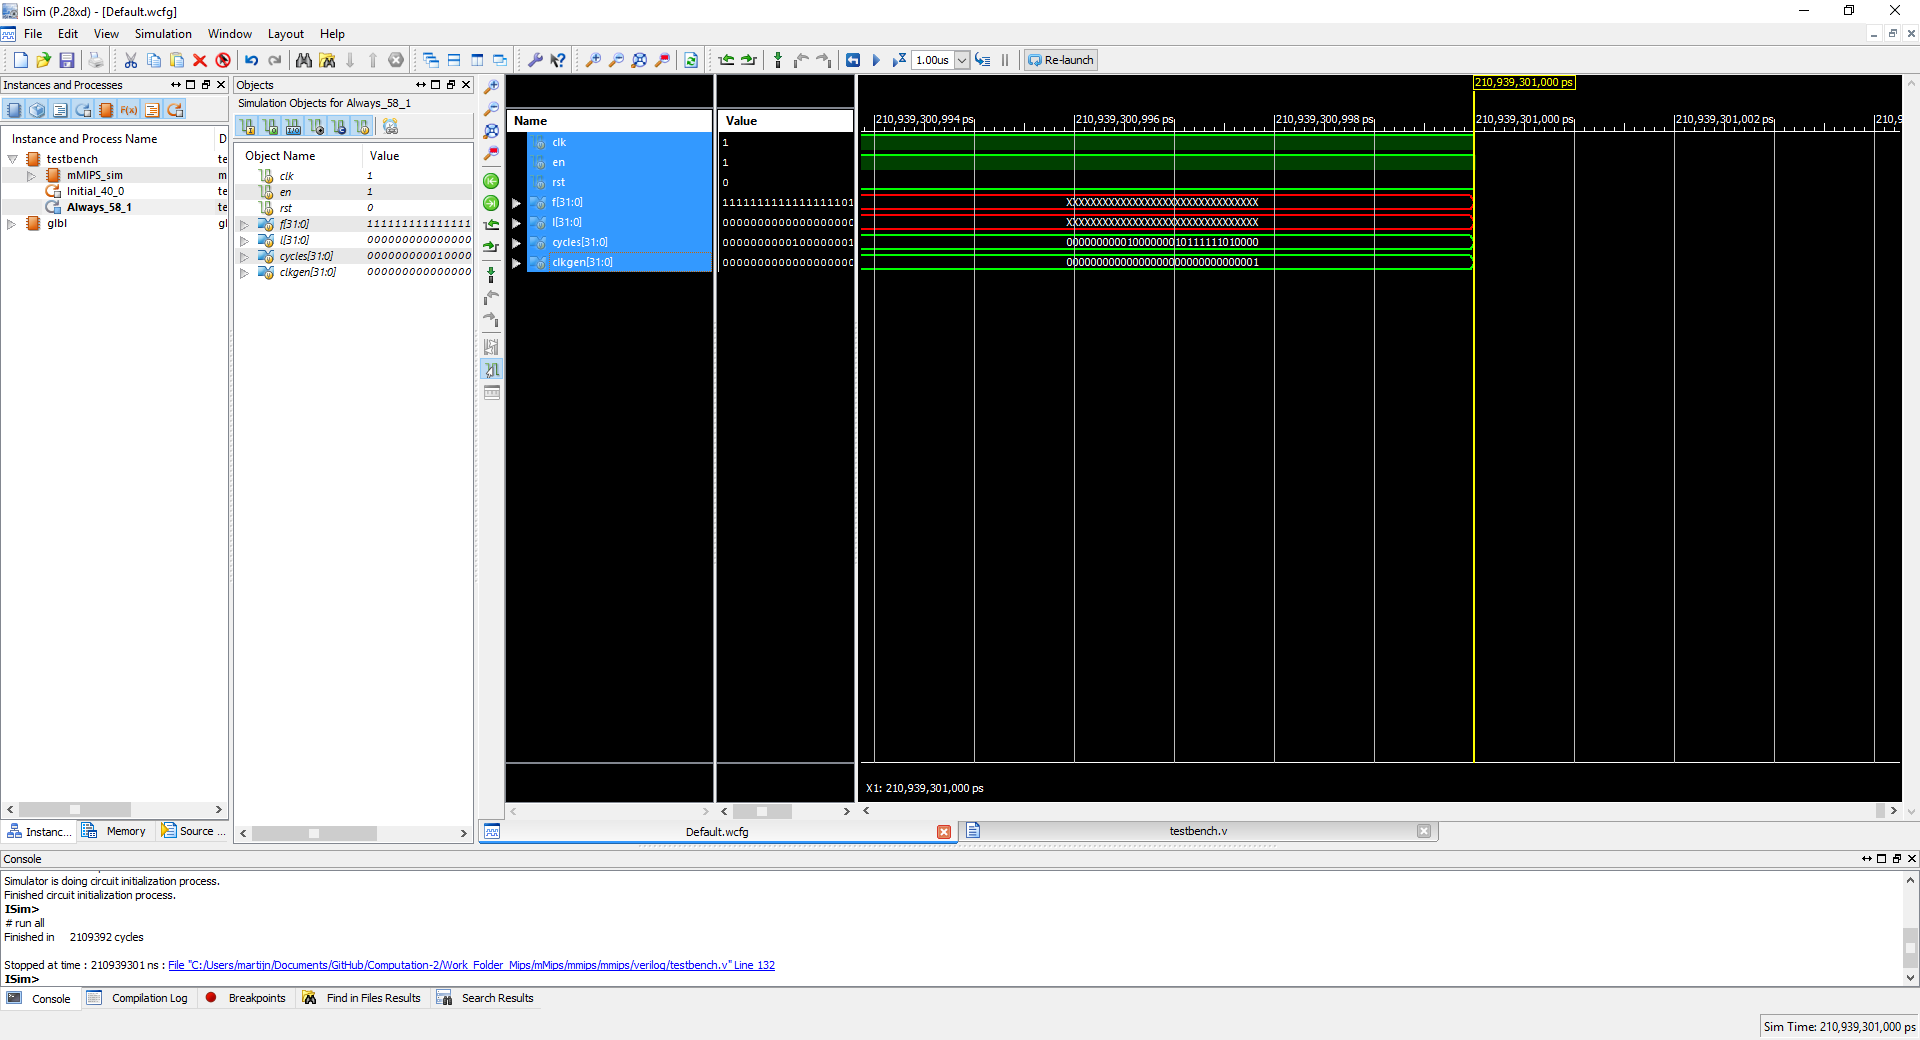 ISim (P.28xd) - [Default.wcfg]
File Edit View Simulation Window Layout Help
1.00us Re-launch
Instances and Processes
Instance and Process Name D
testbench te
mMIPS_sim m
Initial_40_0 te
Always_58_1 te
glbl gl
Instanc... Memory Source ...
Objects
Simulation Objects for Always_58_1
Object Name Value
clk 1
en 1
rst 0
f[31:0] 11111111111111111
l[31:0] 000000000000000
cycles[31:0] 000000000010000
clkgen[31:0] 000000000000000
Name Value
clk 1
en 1
rst 0
f[31:0] 1111111111111111101
l[31:0] 0000000000000000000
cycles[31:0] 0000000000100000001
clkgen[31:0] 0000000000000000000
210,939,301,000 ps
210,939,300,994 ps 210,939,300,996 ps 210,939,300,998 ps 210,939,301,000 ps 210,939,301,002 ps 210,9
XXXXXXXXXXXXXXXXXXXXXXXXXXXXXXXX
XXXXXXXXXXXXXXXXXXXXXXXXXXXXXXXX
00000000001000000010111111010000
00000000000000000000000000000001
X1: 210,939,301,000 ps
Default.wcfg testbench.v
Console
Simulator is doing circuit initialization process.
Finished circuit initialization process.
ISim>
# run all
Finished in 2109392 cycles
Stopped at time : 210939301 ns : File "C:/Users/martijn/Documents/GitHub/Computation-2/Work_Folder_Mips/mMips/mmips/mmips/verilog/testbench.v" Line 132
ISim>
Console Compilation Log Breakpoints Find in Files Results Search Results
Sim Time: 210,939,301,000 ps